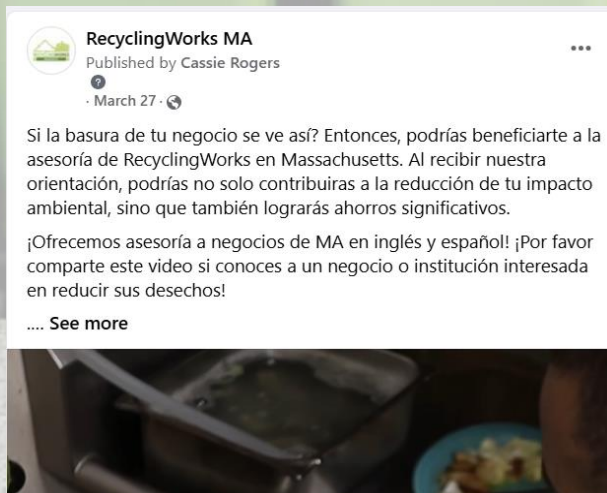 RecyclingWorks MA
Published by Cassie Rogers
· March 27 ·
Si la basura de tu negocio se ve así? Entonces, podrías beneficiarte a la
asesoría de RecyclingWorks en Massachusetts. Al recibir nuestra
orientación, podrías no solo contribuiras a la reducción de tu impacto
ambiental, sino que también lograrás ahorros significativos.
¡Ofrecemos asesoría a negocios de MA en inglés y español! ¡Por favor
comparte este video si conoces a un negocio o institución interesada
en reducir sus desechos!
.... See more